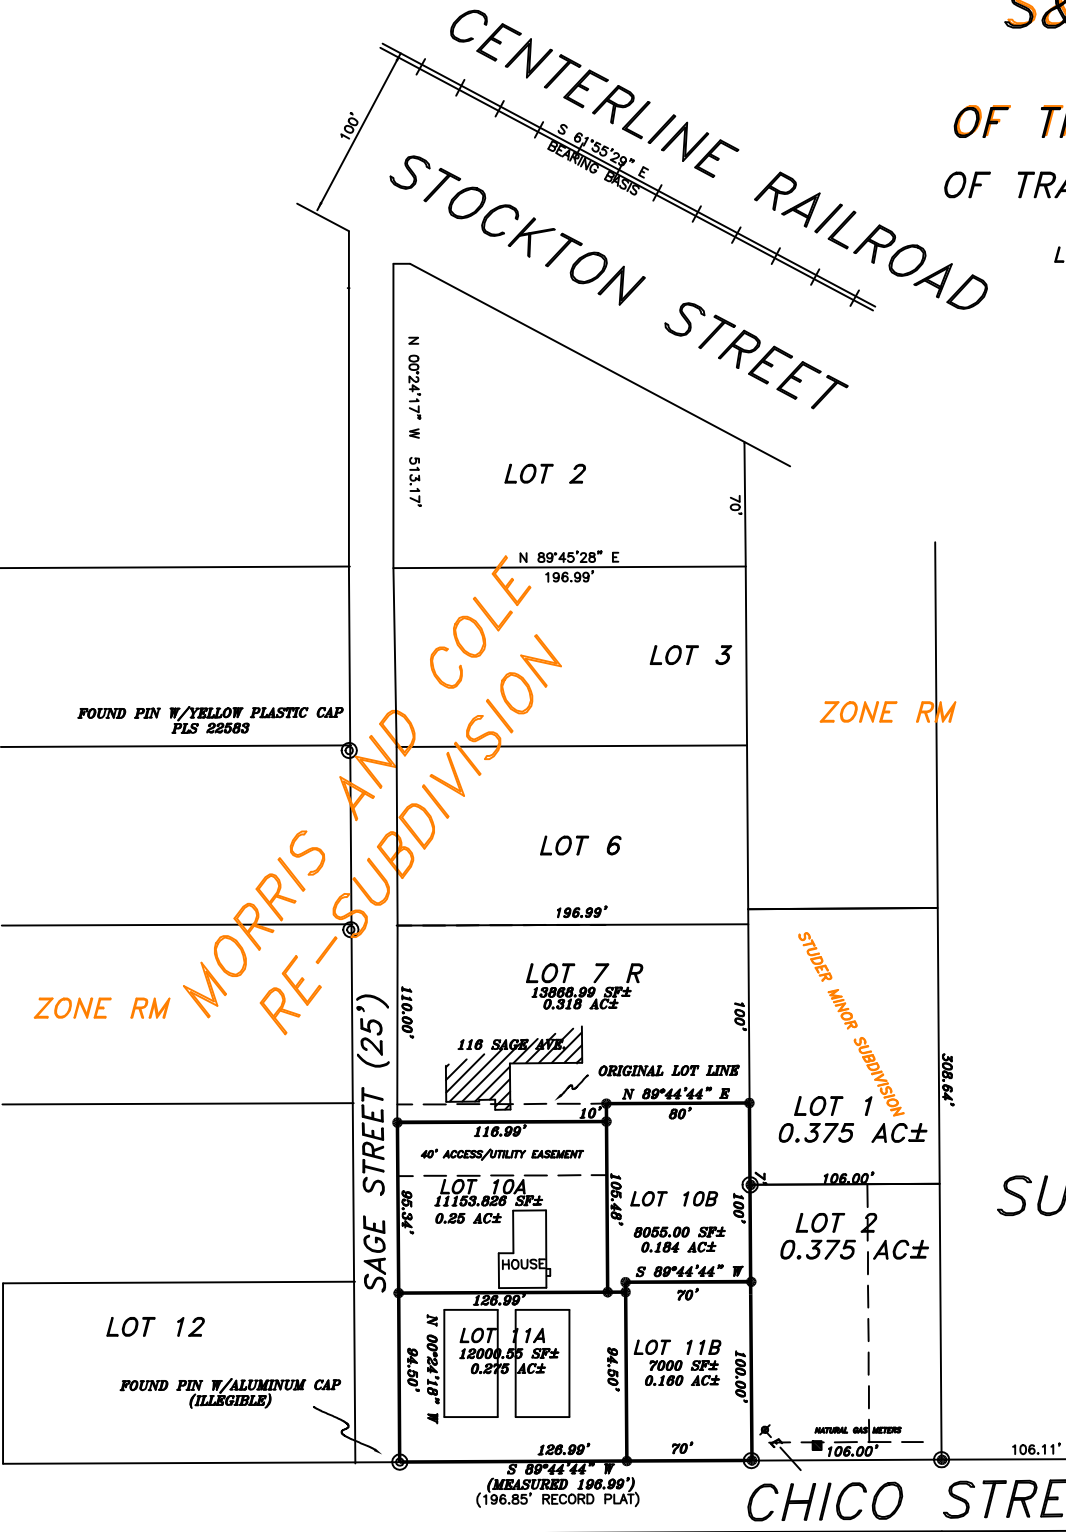 S&
CENTERLINE RAILROAD
OF
OF TRA
L
100'
S 61°55'29" E
BEARING BASIS
STOCKTON STREET
N 00°24'17" W 513.17'
LOT 2
70'
N 89°45'28" E
196.99'
MORRIS AND COLE
RE-SUBDIVISION
LOT 3
ZONE RM
FOUND PIN W/YELLOW PLASTIC CAP
PLS 22583
LOT 6
196.99'
STUDER MINOR SUBDIVISION
LOT 7 R
13868.99 SF±
0.318 AC±
ZONE RM
110.00'
100'
SAGE STREET (25')
116 SAGE AVE.
ORIGINAL LOT LINE
N 89°44'44" E
80'
10'
308.64'
LOT 1
0.375 AC±
116.99'
40' ACCESS/UTILITY EASEMENT
7'
106.00'
LOT 10A
11153.826 SF±
0.25 AC±
95.34'
105.48'
LOT 10B
8055.00 SF±
0.184 AC±
100'
SU
LOT 2
0.375 AC±
HOUSE
S 89°44'44" W
70'
126.99'
LOT 12
LOT 11A
12000.55 SF±
0.275 AC±
N 00°24'18" W
94.50'
94.50'
LOT 11B
7000 SF±
0.160 AC±
100.00'
FOUND PIN W/ALUMINUM CAP
(ILLEGIBLE)
NATURAL GAS METERS
106.00'
106.11'
126.99'
70'
S 89°44'44" W
(MEASURED 196.99')
(196.85' RECORD PLAT)
CHICO STRE